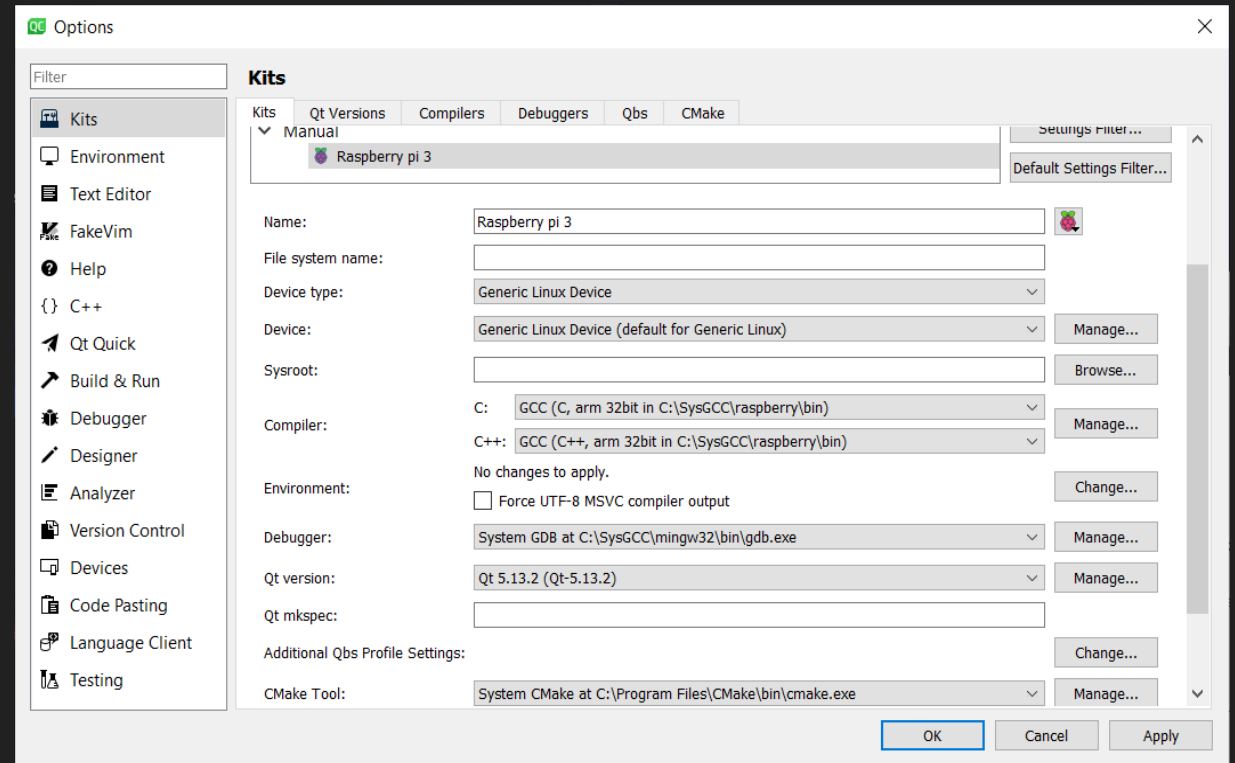 QC Options
Filter
Kits
Environment
Text Editor
Fake FakeVim
Help
{} C++
Qt Quick
Build & Run
Debugger
Designer
Analyzer
Version Control
Devices
Code Pasting
Language Client
Testing
Kits
Kits Qt Versions Compilers Debuggers Qbs CMake
Manual Settings Filter...
Raspberry pi 3 Default Settings Filter...
Name: Raspberry pi 3
File system name:
Device type: Generic Linux Device
Device: Generic Linux Device (default for Generic Linux) Manage...
Sysroot: Browse...
Compiler: C: GCC (C, arm 32bit in C:\SysGCC\raspberry\bin) Manage...
C++: GCC (C++, arm 32bit in C:\SysGCC\raspberry\bin)
Environment: No changes to apply. Change...
Force UTF-8 MSVC compiler output
Debugger: System GDB at C:\SysGCC\mingw32\bin\gdb.exe Manage...
Qt version: Qt 5.13.2 (Qt-5.13.2) Manage...
Qt mkspec:
Additional Qbs Profile Settings: Change...
CMake Tool: System CMake at C:\Program Files\CMake\bin\cmake.exe Manage...
OK Cancel Apply